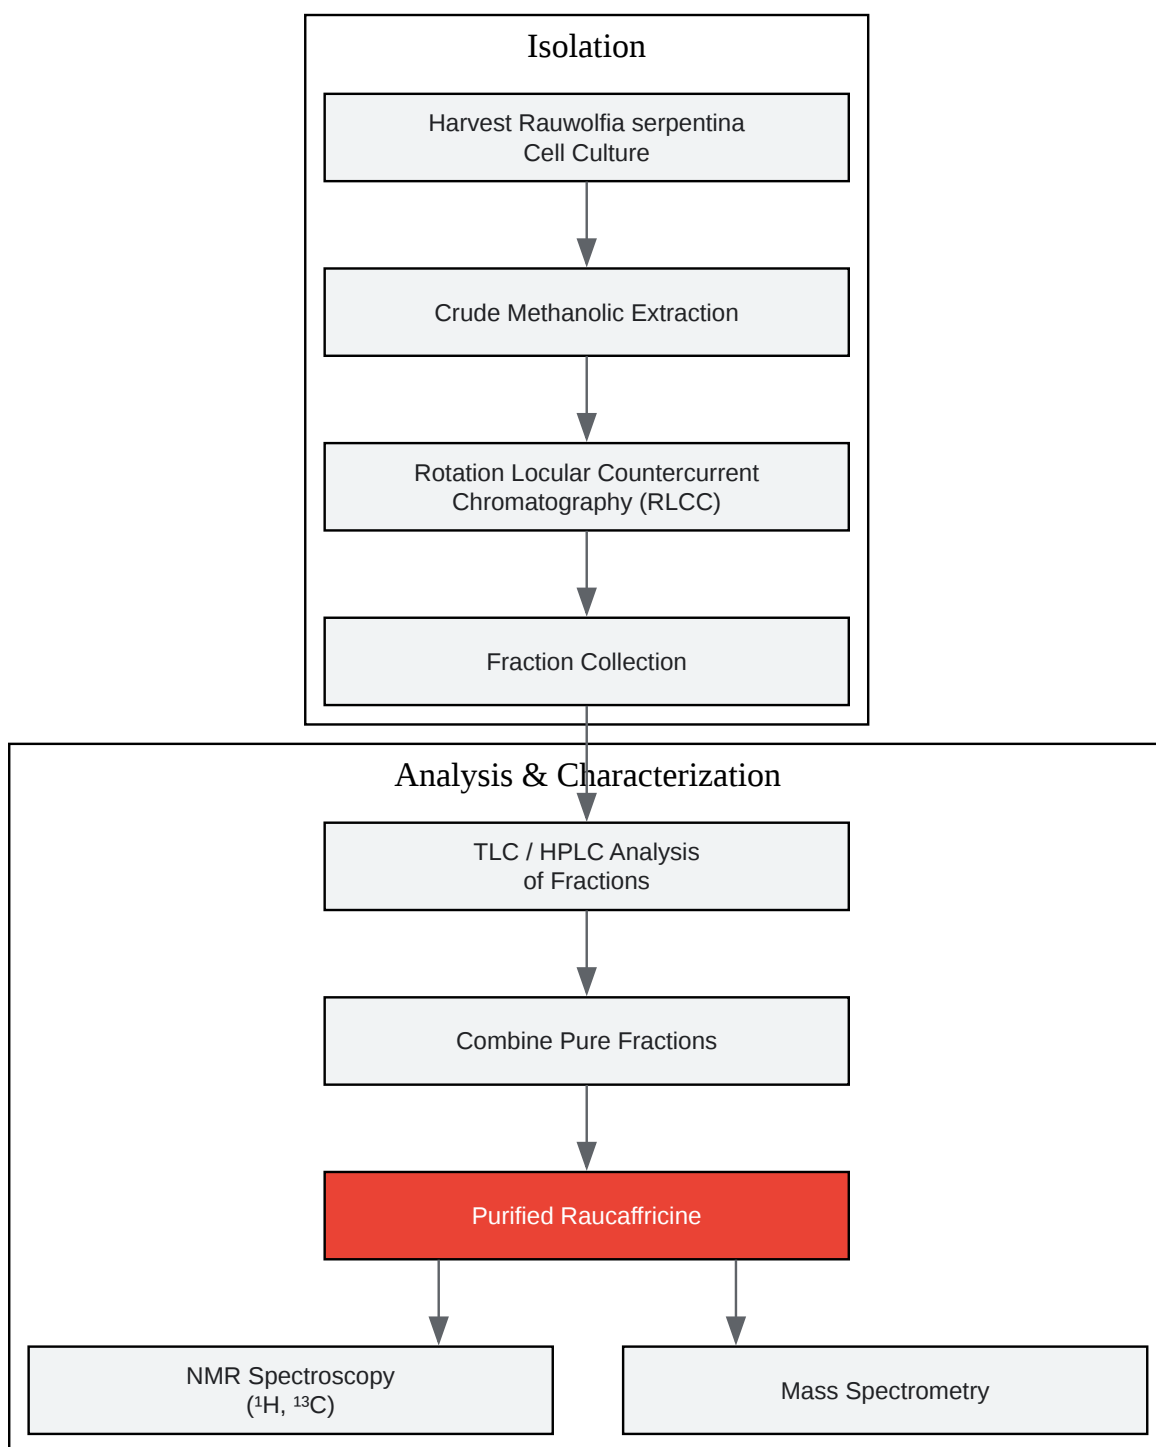 Isolation
Harvest Rauwolfia serpentina
Cell Culture
Crude Methanolic Extraction
Rotation Locular Countercurrent
Chromatography (RLCC)
Fraction Collection
Analysis & Characterization
TLC / HPLC Analysis
of Fractions
Combine Pure Fractions
Purified Raucaffricine
NMR Spectroscopy
(¹H, ¹³C)
Mass Spectrometry